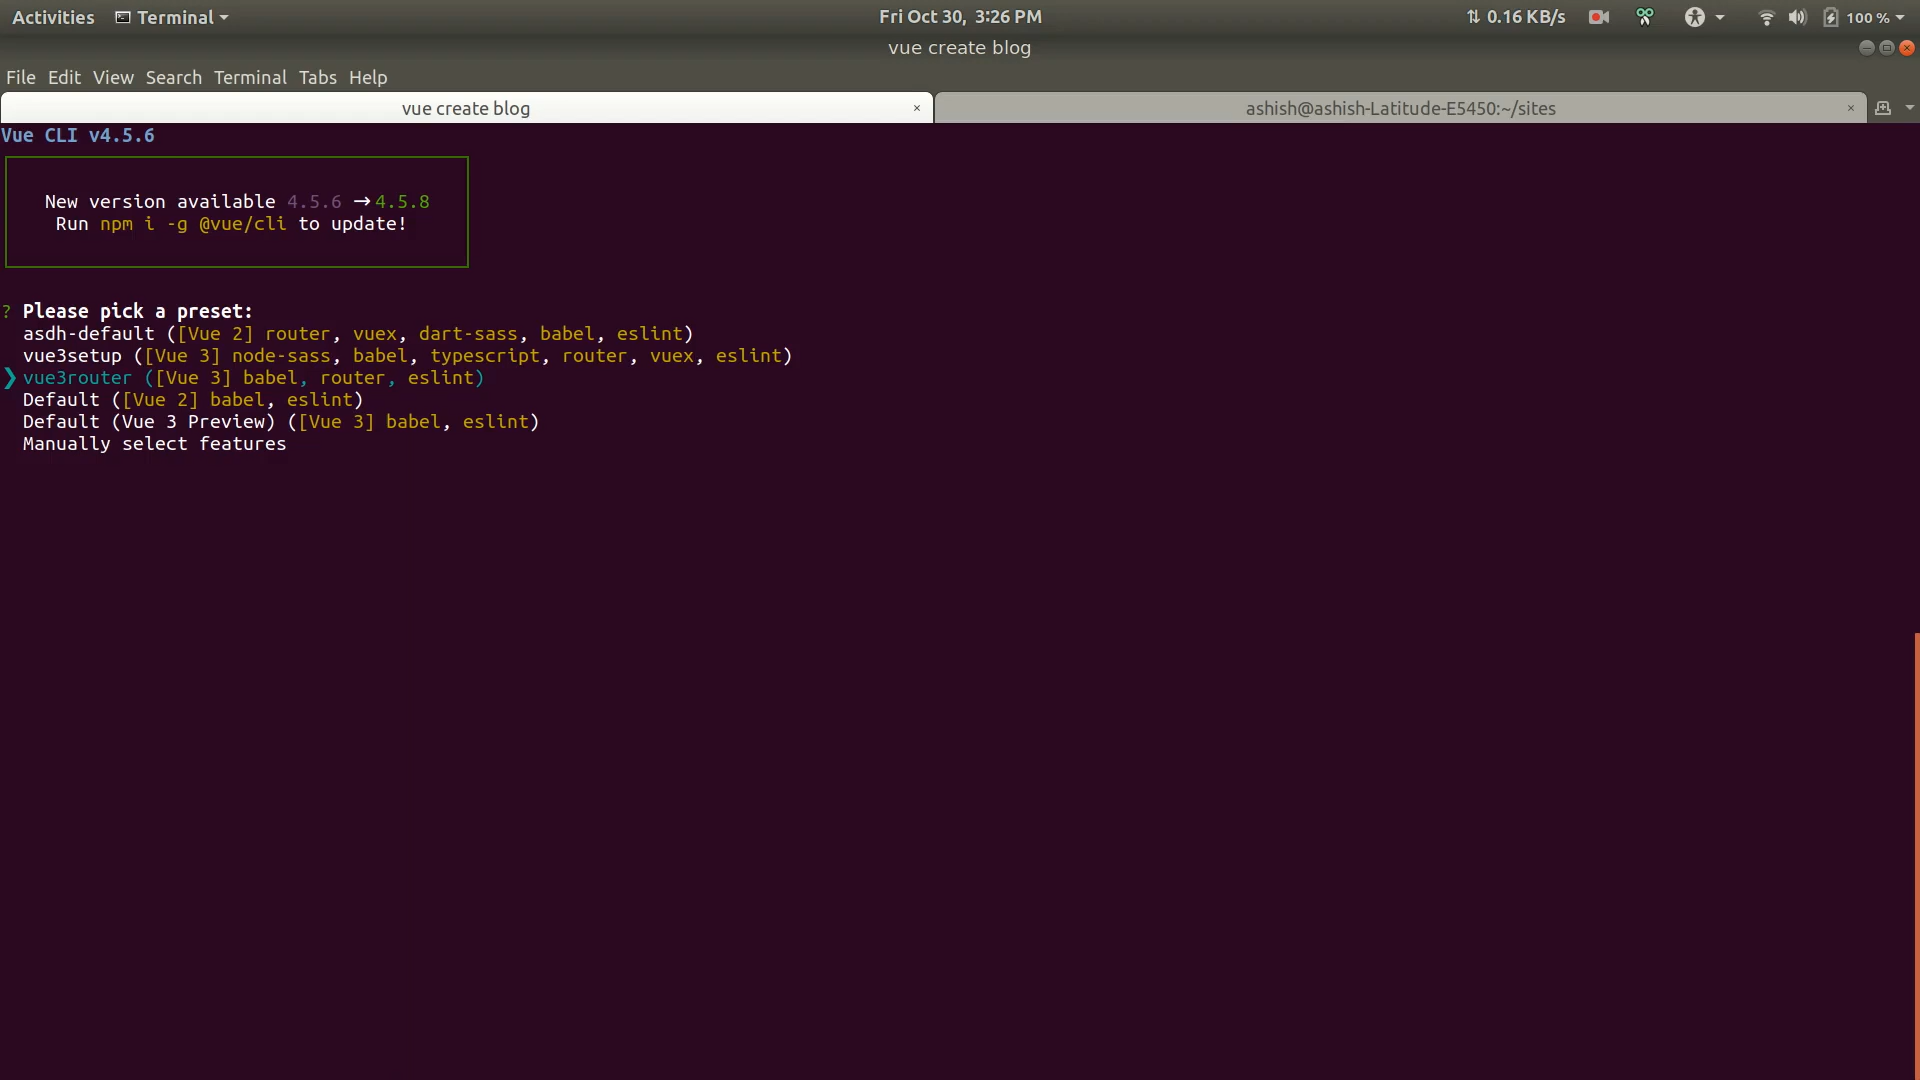 Activities Terminal Fri Oct 30, 3:26 PM 0.16 KB/s 100 %
vue create blog
File Edit View Search Terminal Tabs Help
vue create blog × ashish@ashish-Latitude-E5450:~/sites ×
Vue CLI v4.5.6
New version available 4.5.6 → 4.5.8
Run npm i -g @vue/cli to update!
? Please pick a preset:
asdh-default ([Vue 2] router, vuex, dart-sass, babel, eslint)
vue3setup ([Vue 3] node-sass, babel, typescript, router, vuex, eslint)
❯ vue3router ([Vue 3] babel, router, eslint)
Default ([Vue 2] babel, eslint)
Default (Vue 3 Preview) ([Vue 3] babel, eslint)
Manually select features